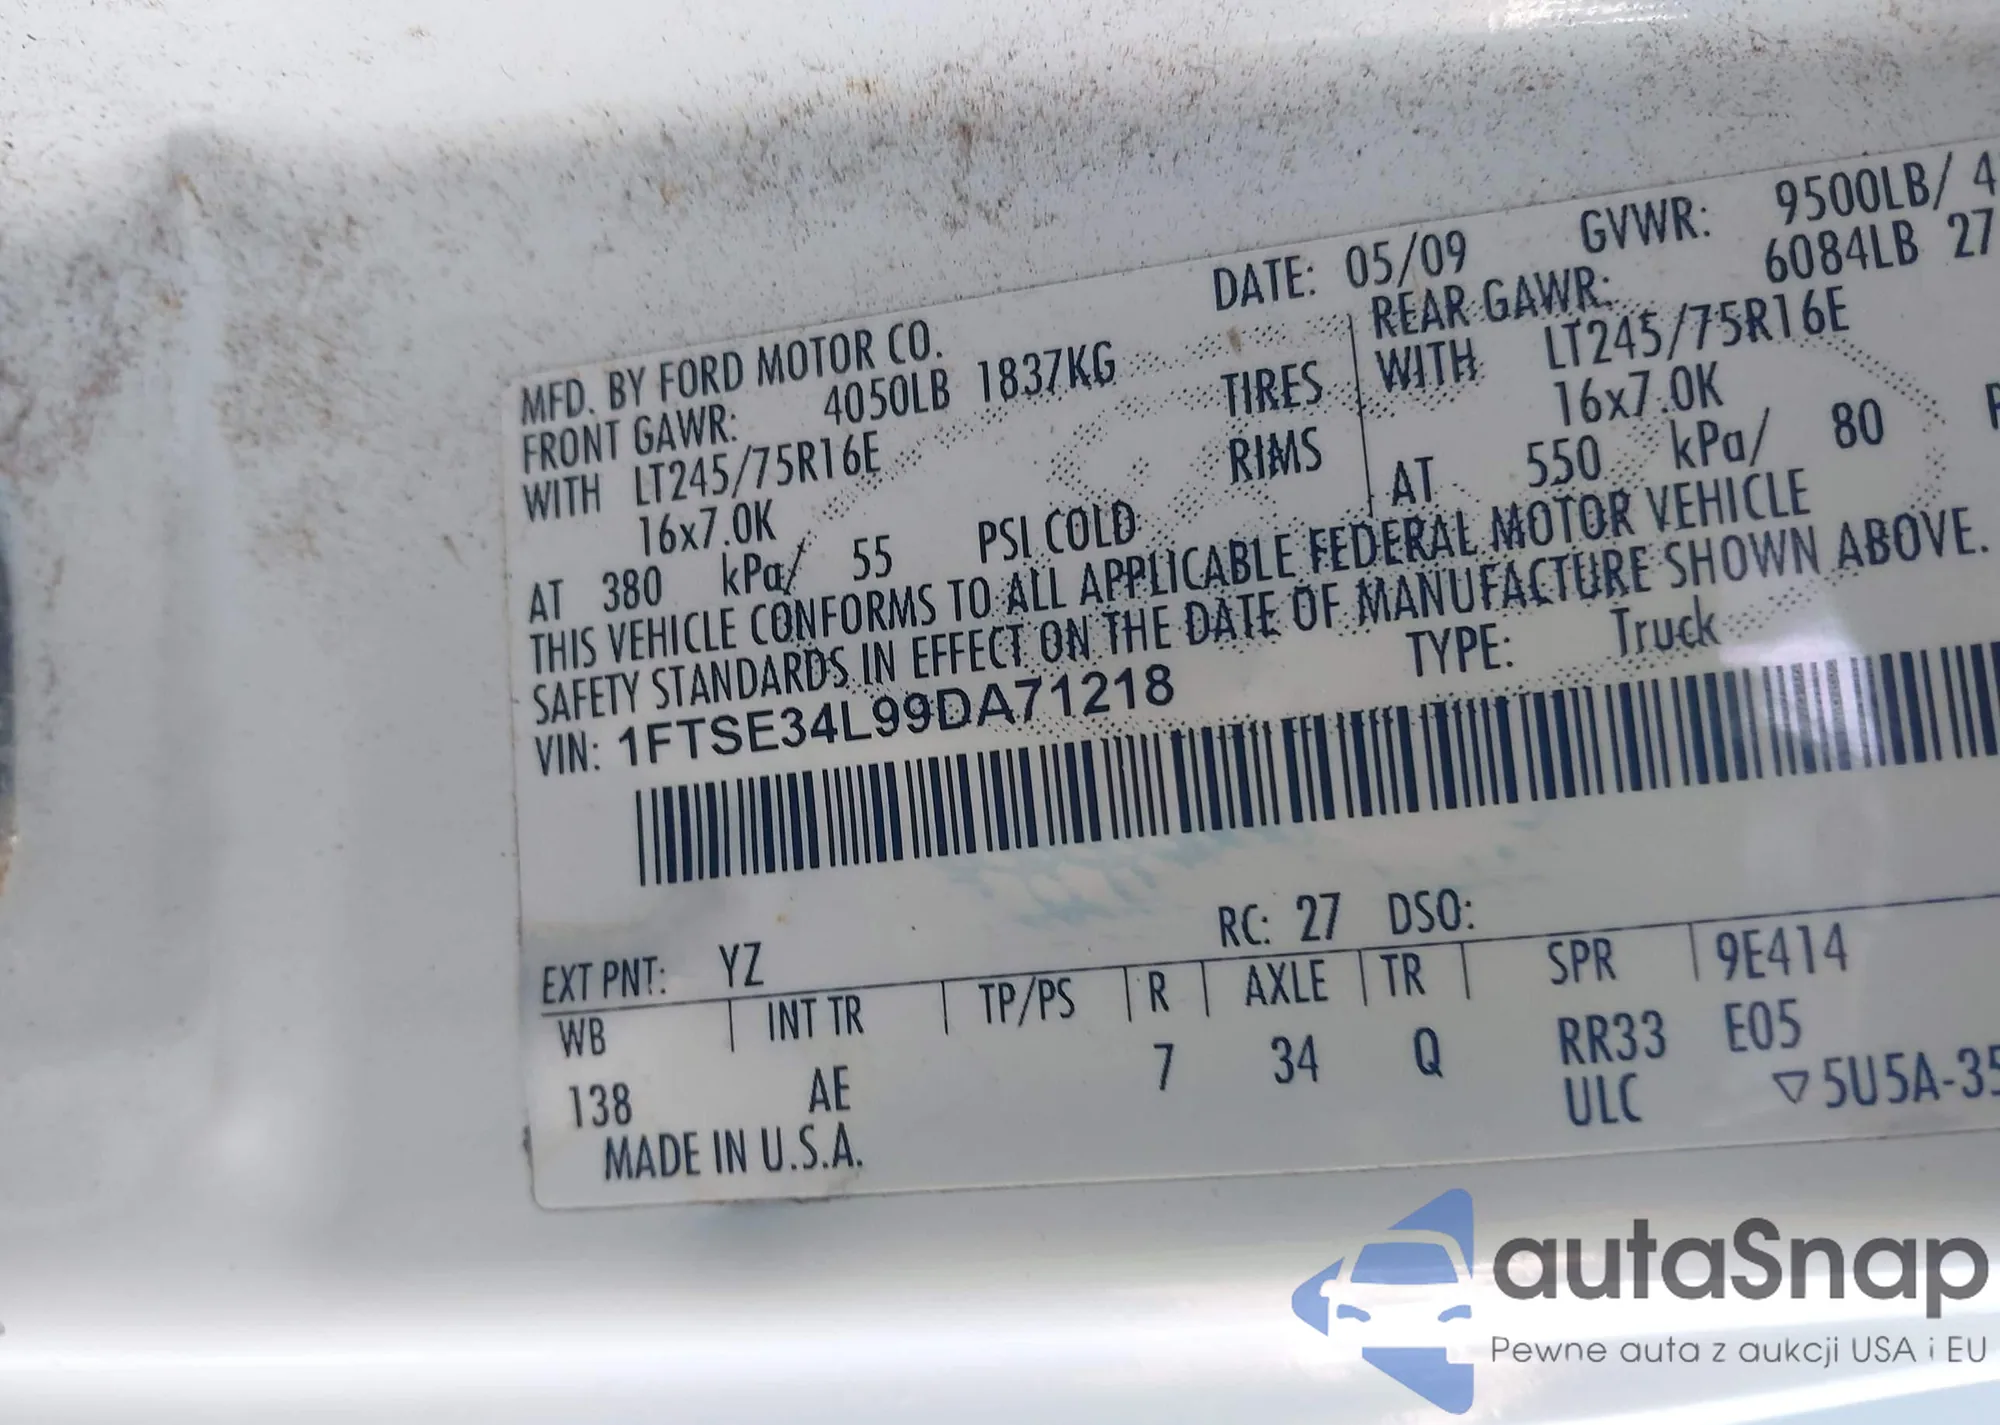 MFD. BY FORD MOTOR CO.
DATE: 05/09 GVWR: 9500LB/ 4
FRONT GAWR: 4050LB 1837KG
REAR GAWR: 6084LB 27
WITH LT245/75R16E TIRES WITH LT245/75R16E
16x7.0K RIMS 16x7.0K
AT 380 kPa/ 55 PSI COLD AT 550 kPa/ 80
THIS VEHICLE CONFORMS TO ALL APPLICABLE FEDERAL MOTOR VEHICLE
SAFETY STANDARDS IN EFFECT ON THE DATE OF MANUFACTURE SHOWN ABOVE.
VIN: 1FTSE34L99DA71218 TYPE: Truck
EXT PNT: YZ RC: 27 DSO:
WB INT TR TP/PS R AXLE TR SPR 9E414
138 AE 7 34 Q RR33 E05
MADE IN U.S.A. ULC ▽5U5A-35
autaSnap
Pewne auta z aukcji USA i EU